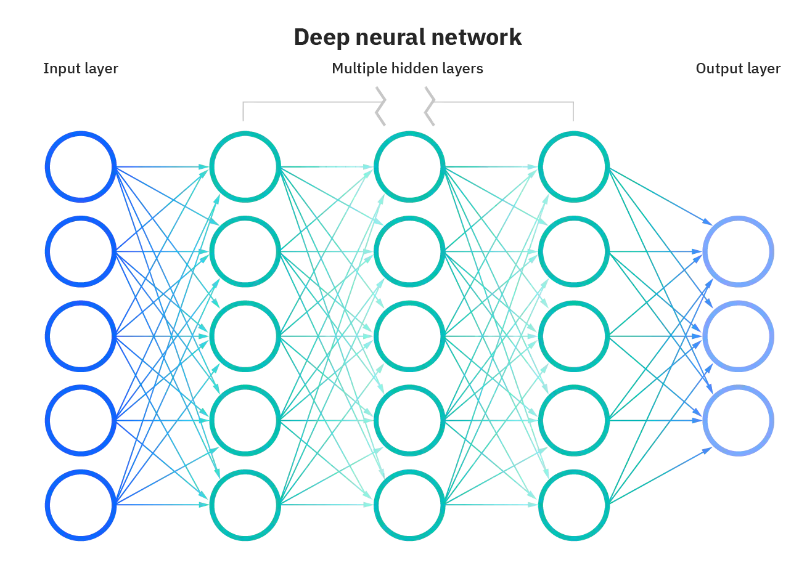 Deep neural network
Input layer
Multiple hidden layers
Output layer